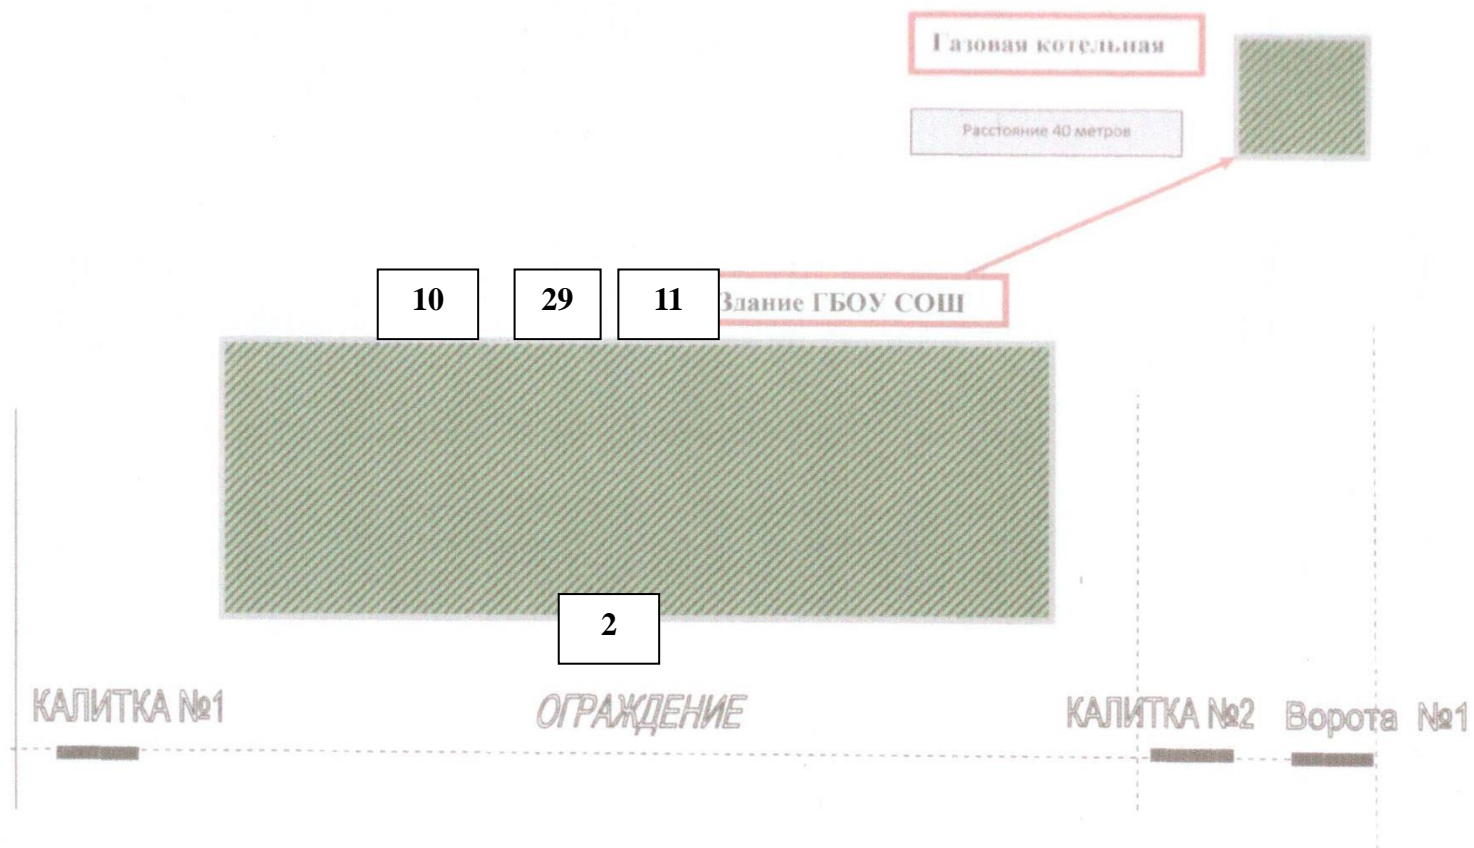 Газовая котельная
Расстояние 40 метров
10
29
11
Здание ГБОУ СОШ
2
КАЛИТКА №1
ОГРАЖДЕНИЕ
КАЛИТКА №2
Ворота №1